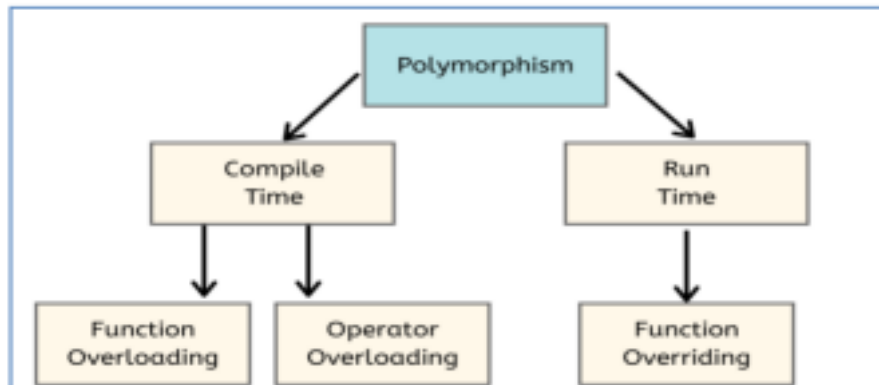 Polymorphism
Compile
Time
Run
Time
Function
Overloading
Operator
Overloading
Function
Overriding